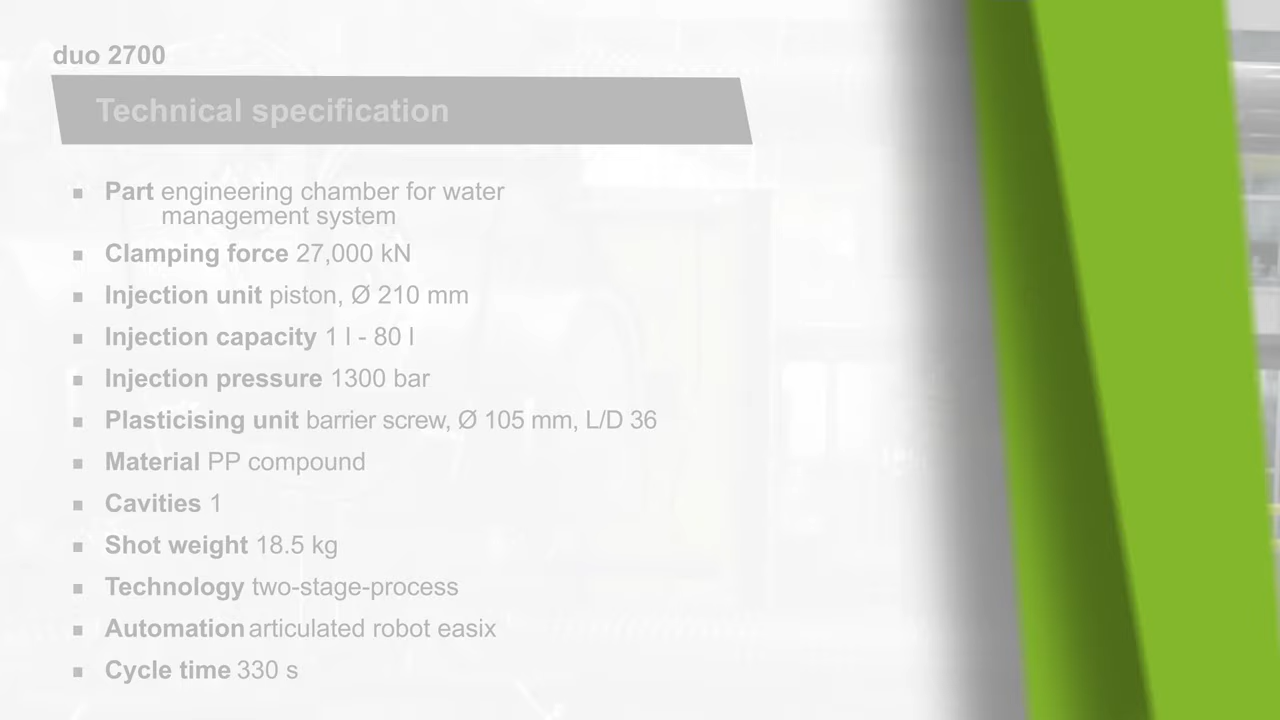 duo 2700
Technical specification
Part engineering chamber for water
management system
Clamping force 27,000 kN
Injection unit piston, Ø 210 mm
Injection capacity 1 l - 80 l
Injection pressure 1300 bar
Plasticising unit barrier screw, Ø 105 mm, L/D 36
Material PP compound
Cavities 1
Shot weight 18.5 kg
Technology two-stage-process
Automation articulated robot easix
Cycle time 330 s